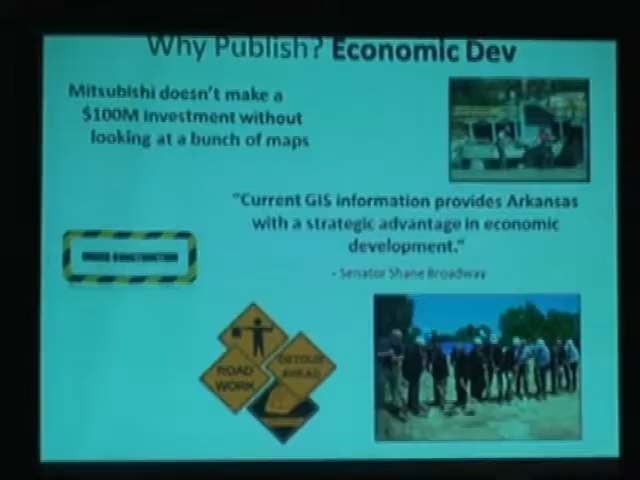 Why Publish? Economic Dev
Mitsubishi doesn't make a
$100M investment without
looking at a bunch of maps
"Current GIS information provides Arkansas
with a strategic advantage in economic
development."
- Senator Shane Broadway
ROAD
WORK
DETOUR
AHEAD